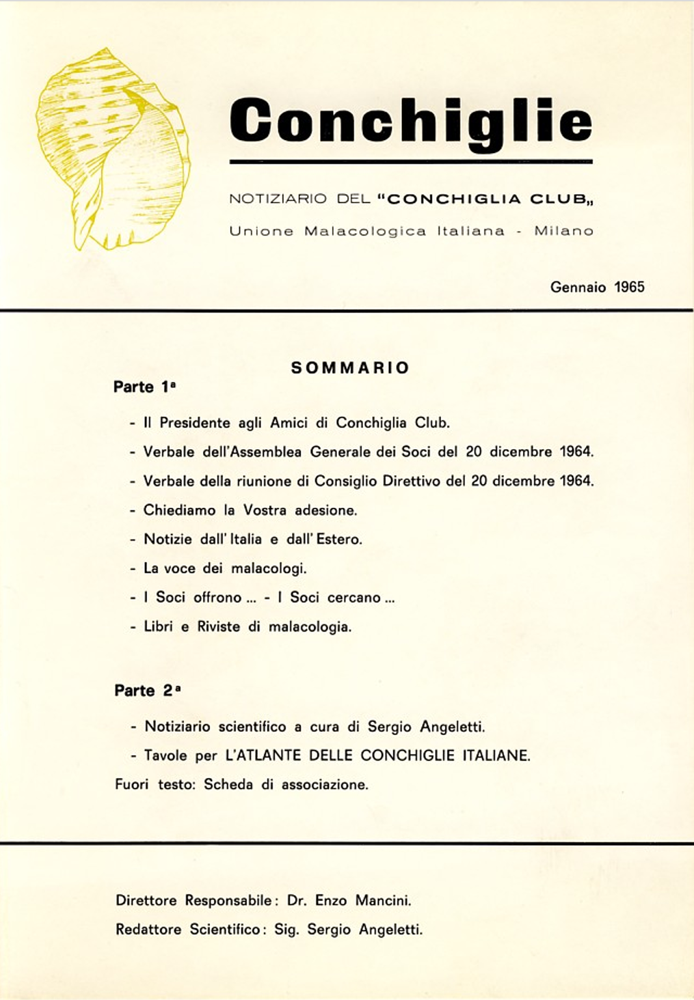 Conchiglie
NOTIZIARIO DEL “CONCHIGLIA CLUB„
Unione Malacologica Italiana - Milano
Gennaio 1965
SOMMARIO
Parte 1ª
- Il Presidente agli Amici di Conchiglia Club.
- Verbale dell'Assemblea Generale dei Soci del 20 dicembre 1964.
- Verbale della riunione di Consiglio Direttivo del 20 dicembre 1964.
- Chiediamo la Vostra adesione.
- Notizie dall' Italia e dall' Estero.
- La voce dei malacologi.
- I Soci offrono ... - I Soci cercano ...
- Libri e Riviste di malacologia.
Parte 2ª
- Notiziario scientifico a cura di Sergio Angeletti.
- Tavole per L'ATLANTE DELLE CONCHIGLIE ITALIANE.
Fuori testo: Scheda di associazione.
Direttore Responsabile: Dr. Enzo Mancini.
Redattore Scientifico: Sig. Sergio Angeletti.